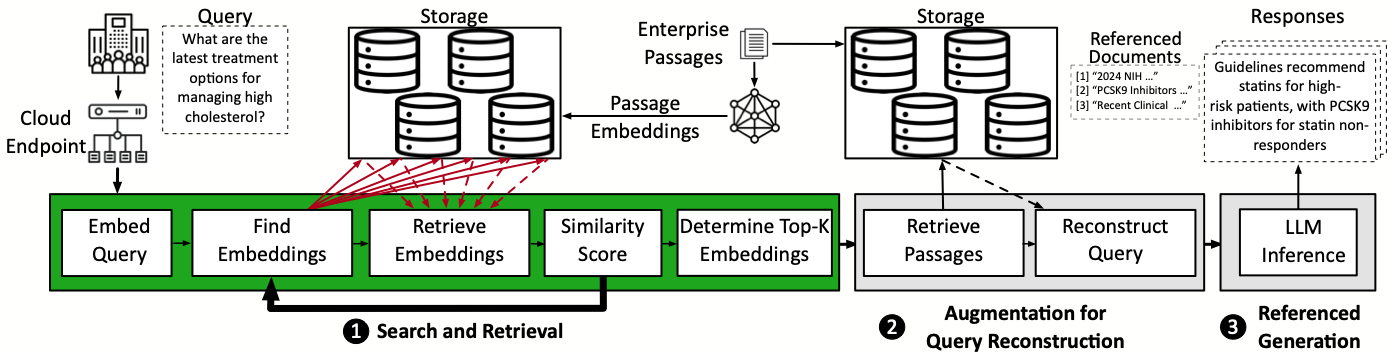 Query
What are the
latest treatment
options for
managing high
cholesterol?
Cloud
Endpoint
Storage
Enterprise
Passages
Passage
Embeddings
Storage
Referenced
Documents
[1] “2024 NIH ...”
[2] “PCSK9 Inhibitors ...”
[3] “Recent Clinical ...”
Responses
Guidelines recommend
statins for high-
risk patients, with PCSK9
inhibitors for statin non-
responders
Embed
Query
Find
Embeddings
Retrieve
Embeddings
Similarity
Score
Determine Top-K
Embeddings
Retrieve
Passages
Reconstruct
Query
LLM
Inference
1 Search and Retrieval
2 Augmentation for
Query Reconstruction
3 Referenced
Generation